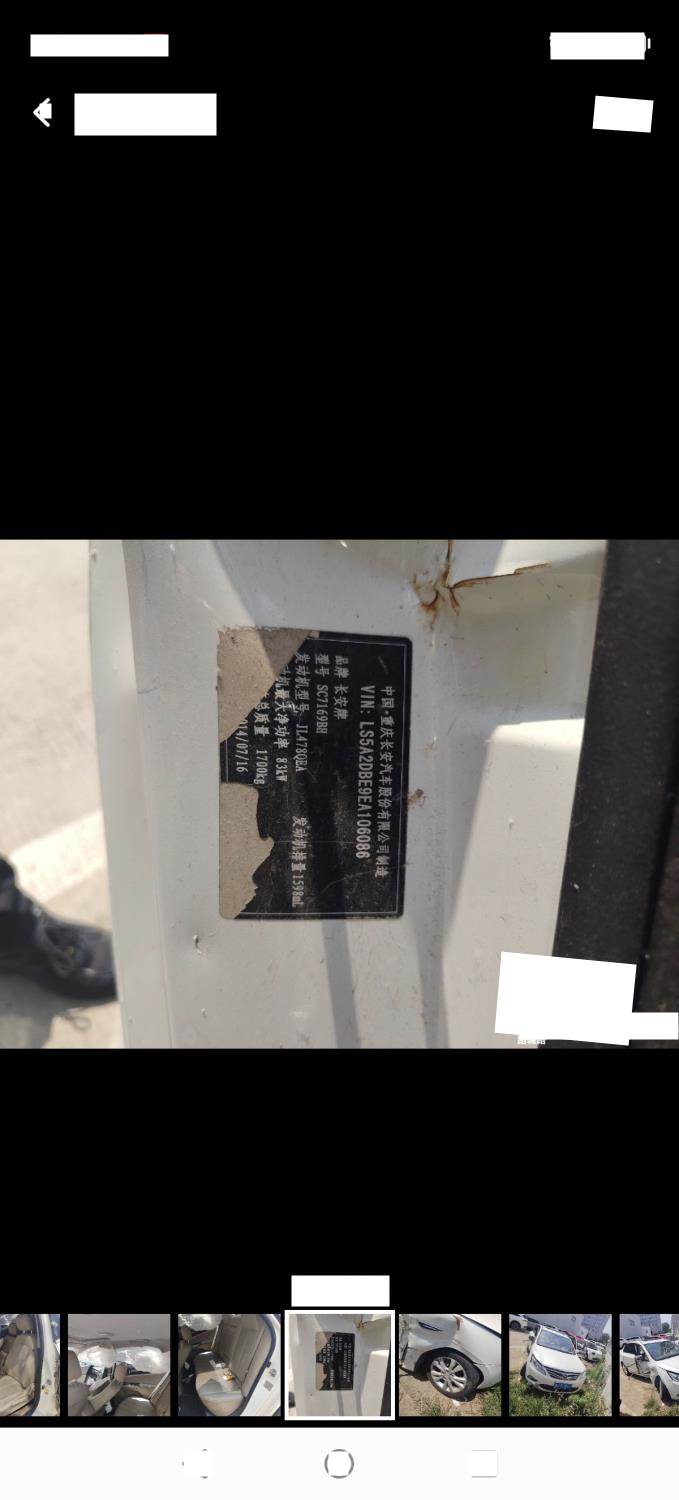 中国·重庆长安汽车股份有限公司制造
VIN: LS5A2DBE9EA106086
品牌 长安牌
型号 SC7169BH
发动机型号 JL478QEA 发动机排量 1598mL
机最大净功率 83kW
总质量 1700kg
014/07/16